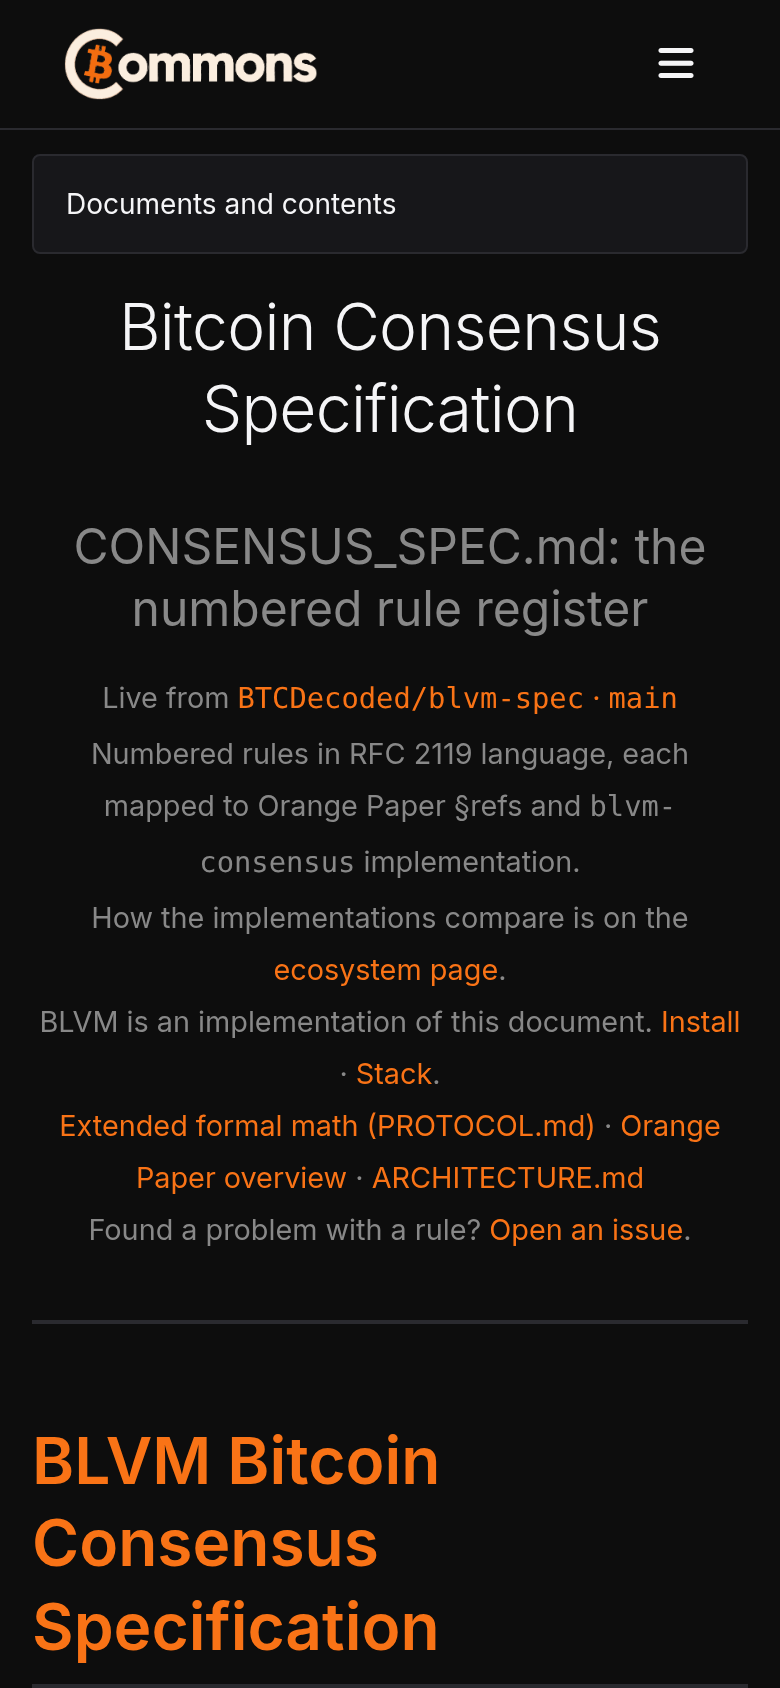 Commons
Documents and contents
Bitcoin Consensus
Specification
CONSENSUS_SPEC.md: the
numbered rule register
Live from BTCDecoded/blvm-spec · main
Numbered rules in RFC 2119 language, each
mapped to Orange Paper §refs and blvm-
consensus implementation.
How the implementations compare is on the
ecosystem page.
BLVM is an implementation of this document. Install
· Stack.
Extended formal math (PROTOCOL.md) · Orange
Paper overview · ARCHITECTURE.md
Found a problem with a rule? Open an issue.
BLVM Bitcoin
Consensus
Specification